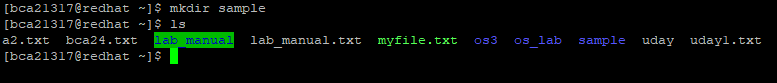 [bca21317@redhat ~]$ mkdir sample
[bca21317@redhat ~]$ ls
a2.txt bca24.txt lab_manual lab_manual.txt myfile.txt os3 os_lab sample uday uday1.txt
[bca21317@redhat ~]$